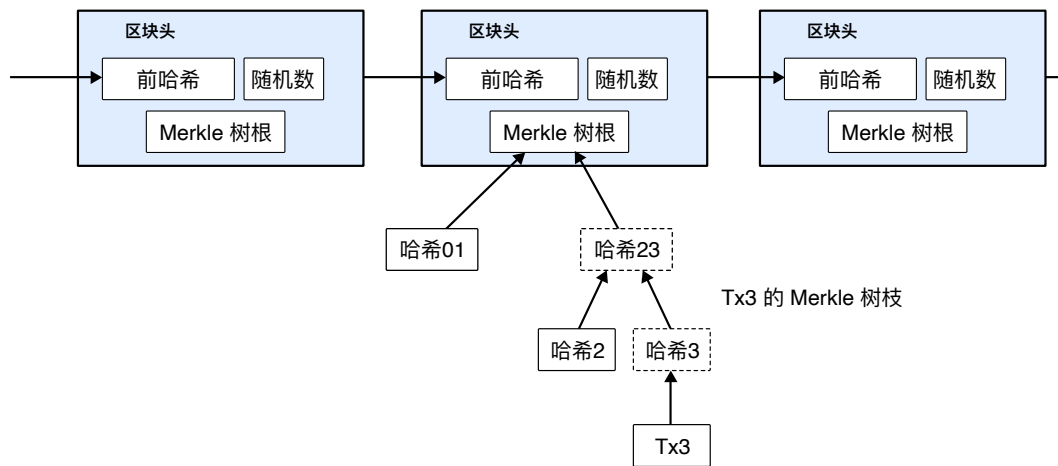 区块头
前哈希 随机数
Merkle 树根
区块头
前哈希 随机数
Merkle 树根
区块头
前哈希 随机数
Merkle 树根
哈希01 哈希23
Tx3 的 Merkle 树枝
哈希2 哈希3
Tx3